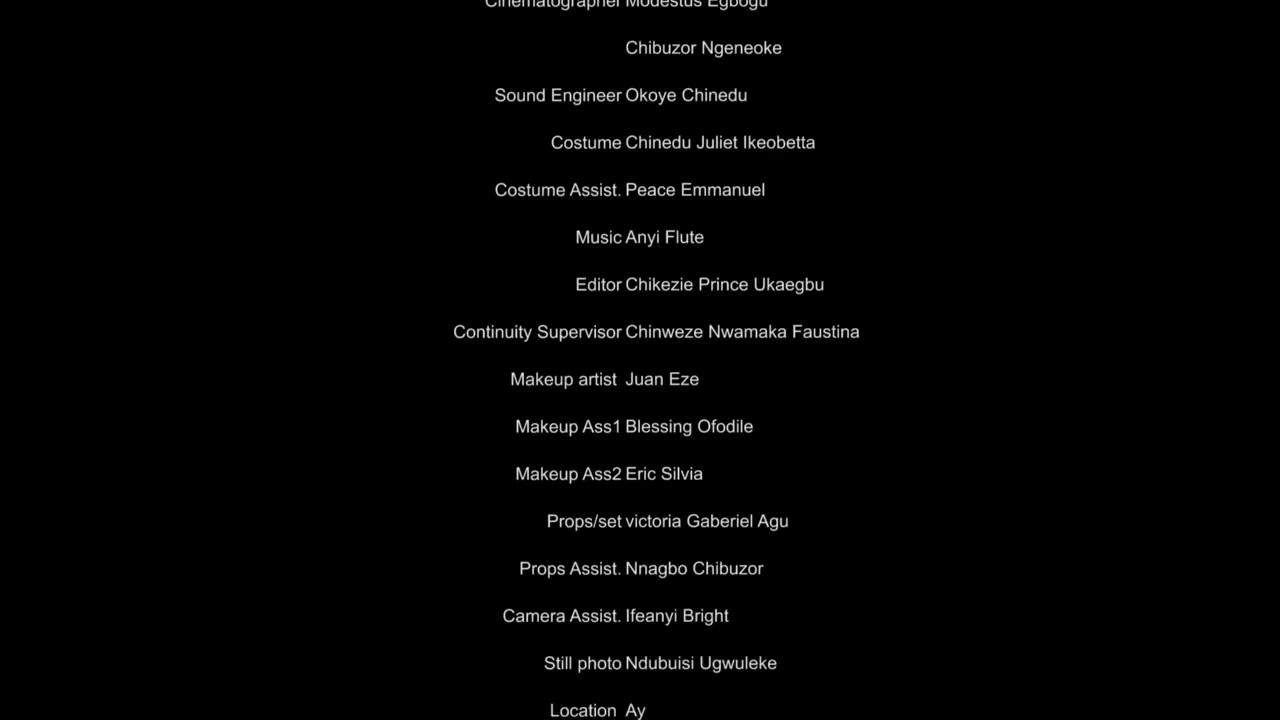 Cinematographer Modestus Egbogu
Chibuzor Ngeneoke
Sound Engineer Okoye Chinedu
Costume Chinedu Juliet Ikeobetta
Costume Assist. Peace Emmanuel
Music Anyi Flute
Editor Chikezie Prince Ukaegbu
Continuity Supervisor Chinweze Nwamaka Faustina
Makeup artist Juan Eze
Makeup Ass1 Blessing Ofodile
Makeup Ass2 Eric Silvia
Props/set victoria Gaberiel Agu
Props Assist. Nnagbo Chibuzor
Camera Assist. Ifeanyi Bright
Still photo Ndubuisi Ugwuleke
Location Ay